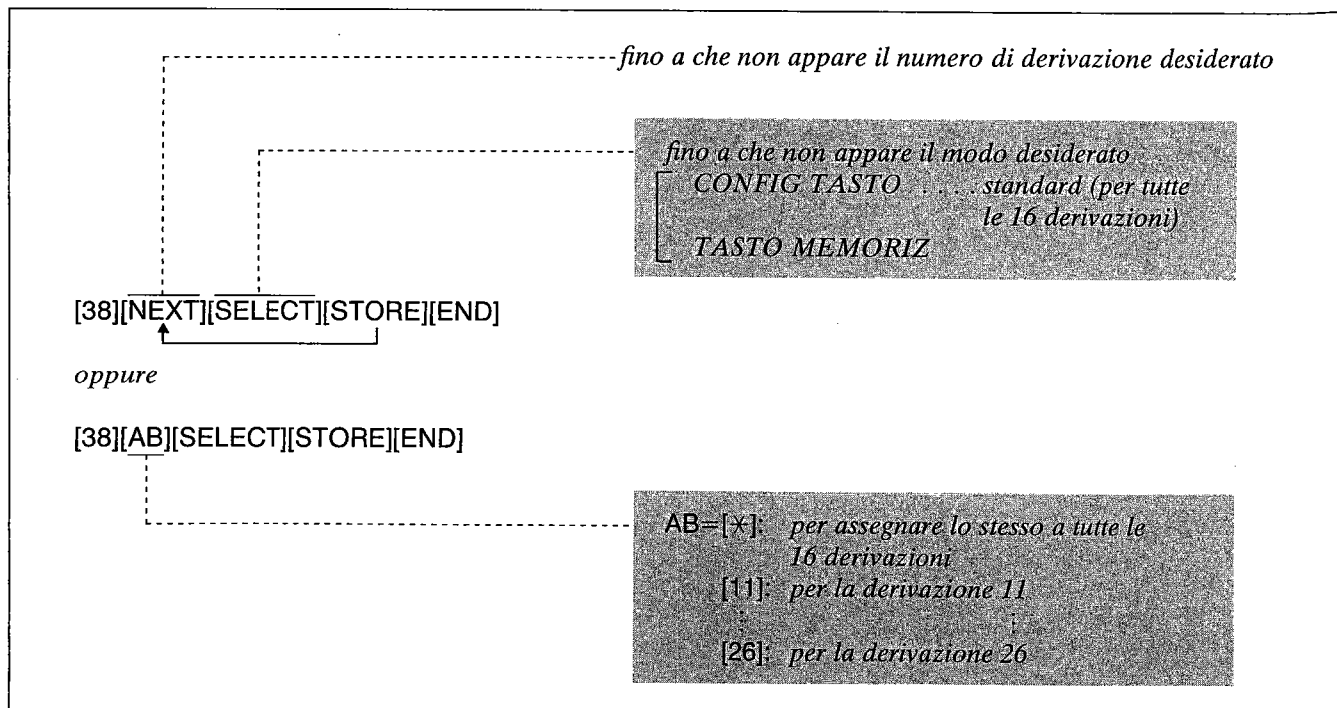 fino a che non appare il numero di derivazione desiderato
fino a che non appare il modo desiderato
CONFIG TASTO . . . . standard (per tutte
le 16 derivazioni)
TASTO MEMORIZ
[38][NEXT][SELECT][STORE][END]
oppure
[38][AB][SELECT][STORE][END]
AB=[*]: per assegnare lo stesso a tutte le
16 derivazioni
[11]: per la derivazione 11
[26]: per la derivazione 26